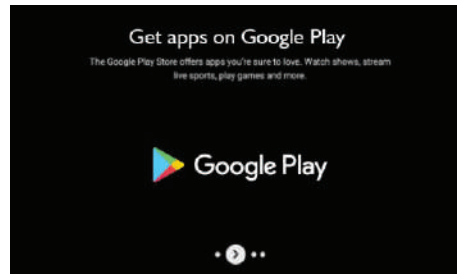 Get apps on Google Play
The Google Play Store offers apps you're sure to love. Watch shows, stream
live sports, play games and more.
Google Play